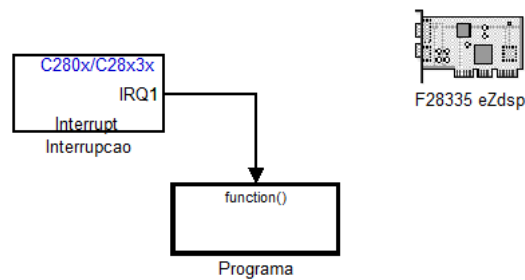 C280x/C28x3x
IRQ1
Interrupt
Interrupcao
F28335 eZdsp
function()
Programa